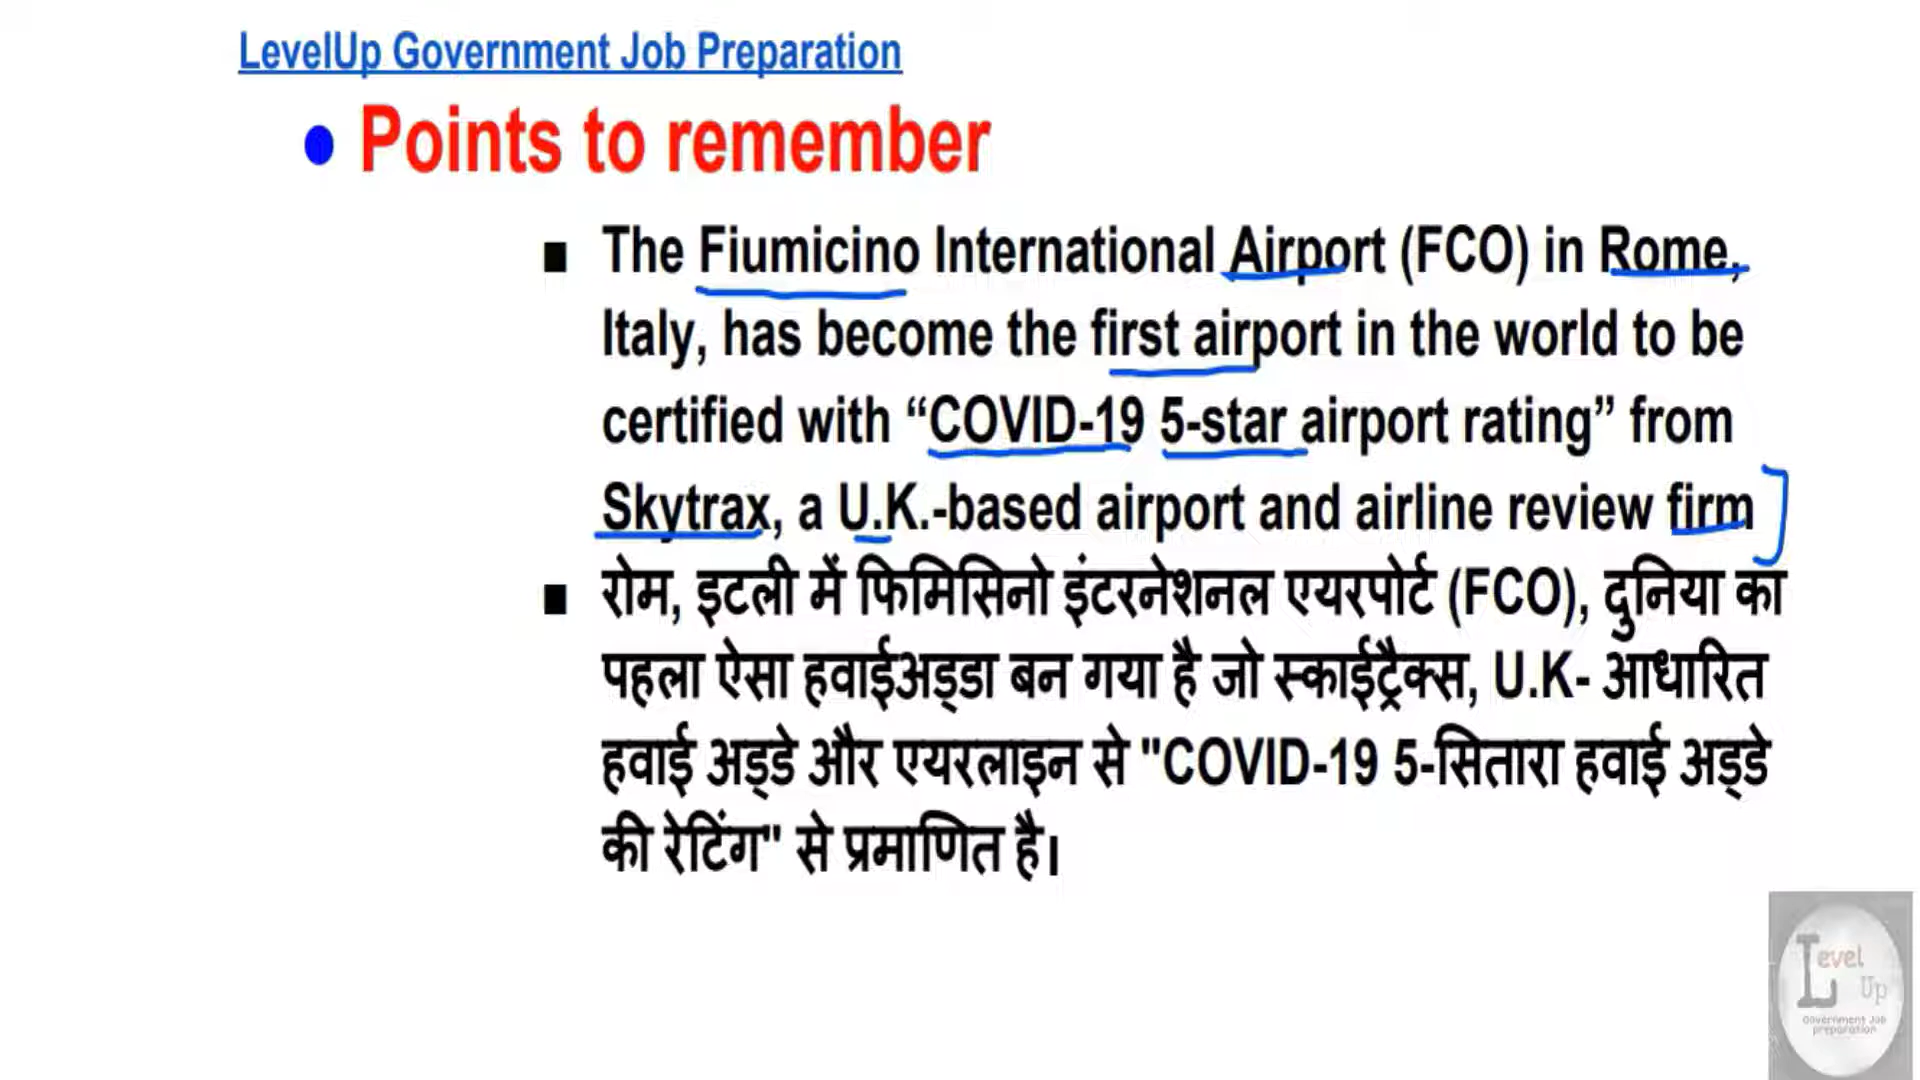 LevelUp Government Job Preparation
● Points to remember
■ The Fiumicino International Airport (FCO) in Rome,
Italy, has become the first airport in the world to be
certified with “COVID-19 5-star airport rating” from
Skytrax, a U.K.-based airport and airline review firm
■ रोम, इटली में फिमिसिनो इंटरनेशनल एयरपोर्ट (FCO), दुनिया का
पहला ऐसा हवाईअड्डा बन गया है जो स्काईट्रैक्स, U.K- आधारित
हवाई अड्डे और एयरलाइन से "COVID-19 5-सितारा हवाई अड्डे
की रेटिंग" से प्रमाणित है।
Level
Up
Government Job
preparation